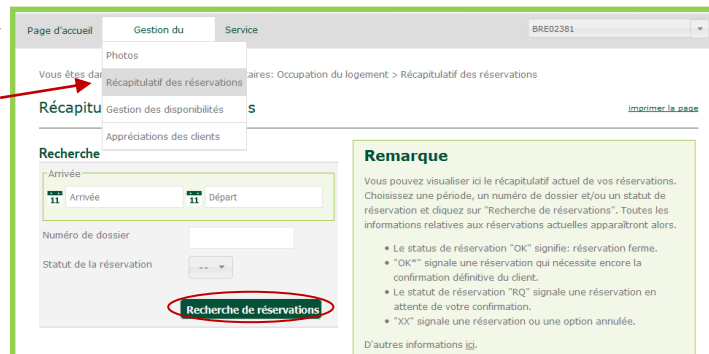 Page d'accueil Gestion du Service BRE02381
Photos
Vous êtes dan
Récapitulatif des réservations
aires: Occupation du logement > Récapitulatif des réservations
Récapitu
Gestion des disponibilités
s
imprimer la page
Appréciations des clients
Recherche
Arrivée
11 Arrivée 11 Départ
Numéro de dossier
Statut de la réservation --
Recherche de réservations
Remarque
Vous pouvez visualiser ici le récapitulatif actuel de vos réservations.
Choisissez une période, un numéro de dossier et/ou un statut de
réservation et cliquez sur "Recherche de réservations". Toutes les
informations relatives aux réservations actuelles apparaîtront alors.
• Le status de réservation "OK" signifie: réservation ferme.
• "OK*" signale une réservation qui nécessite encore la
confirmation définitive du client.
• Le statut de réservation "RQ" signale une réservation en
attente de votre confirmation.
• "XX" signale une réservation ou une option annulée.
D'autres informations ici.